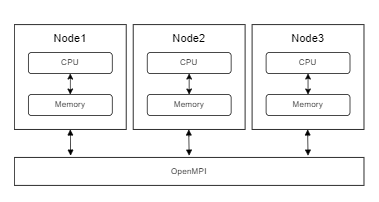 Node1 Node2 Node3
CPU CPU CPU
Memory Memory Memory
OpenMPI